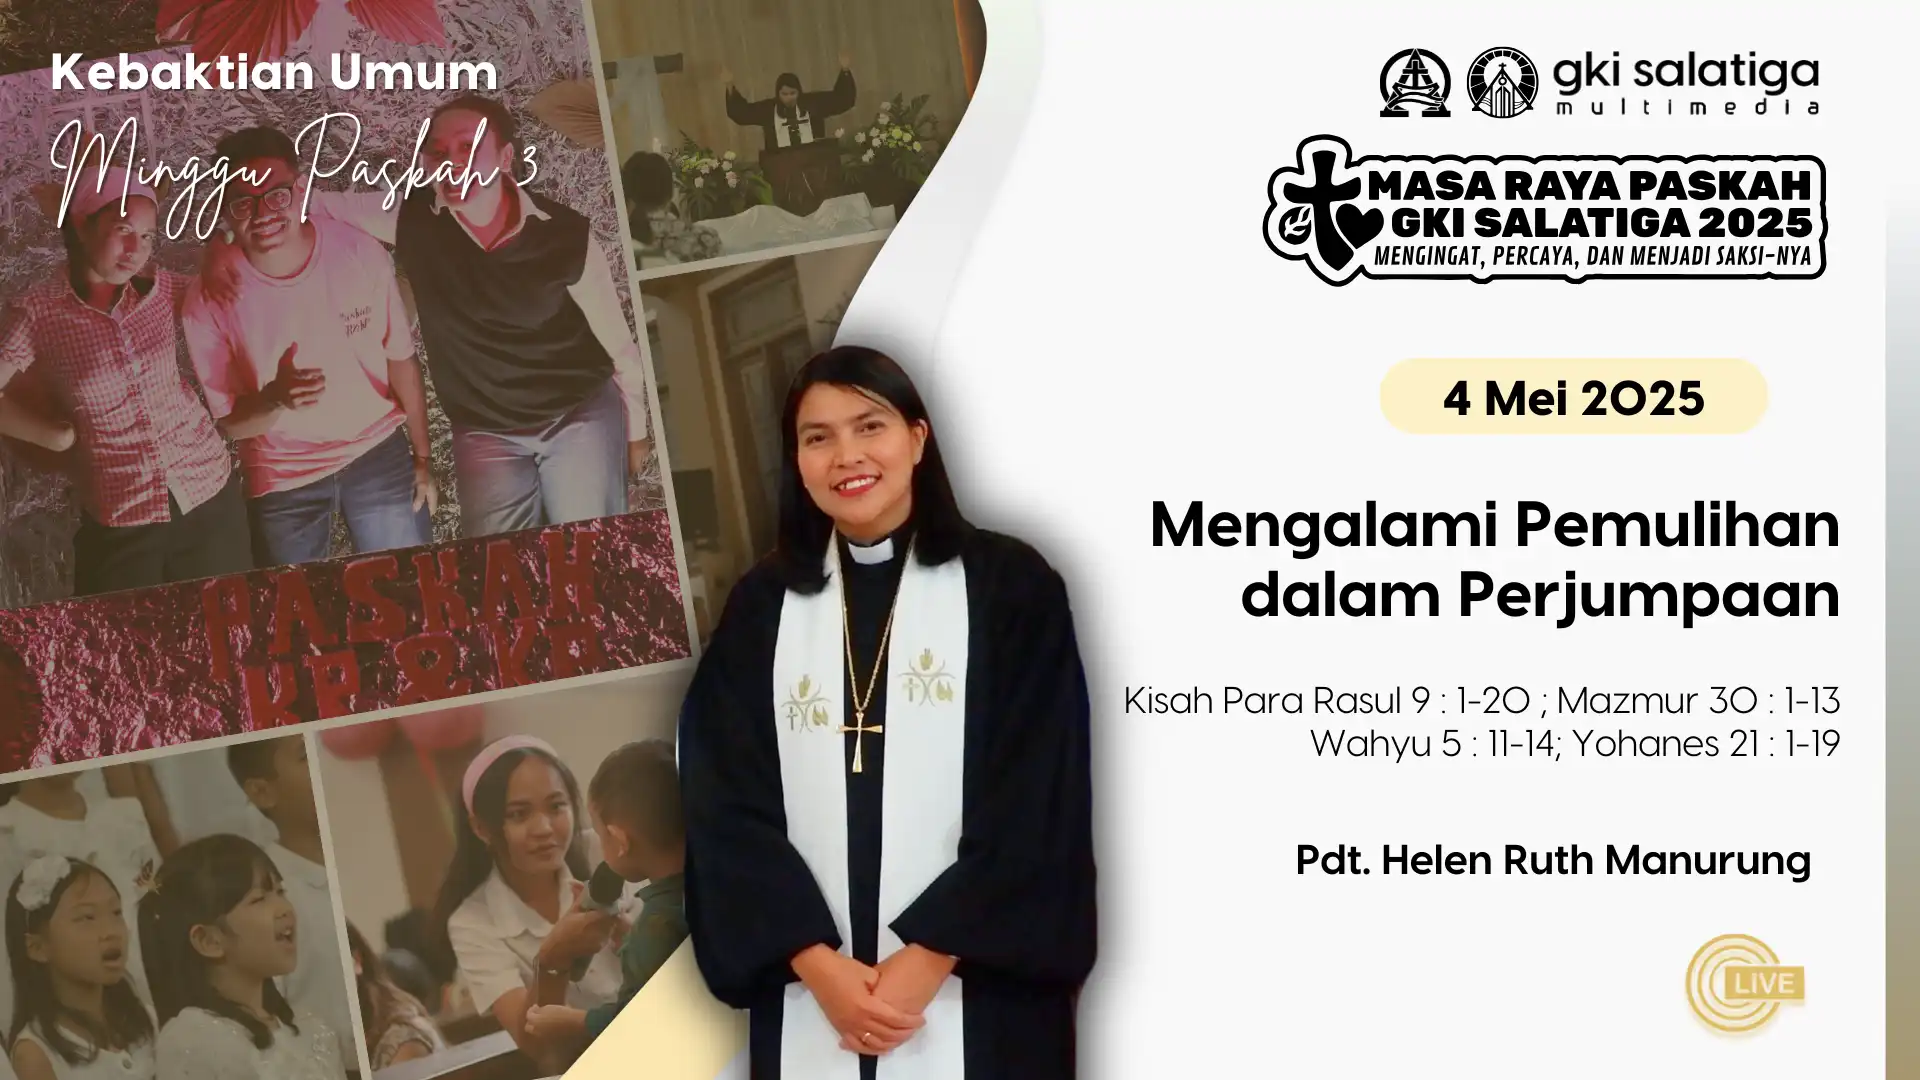 Kebaktian Umum
Minggu Paskah 3
gki salatiga
multimedia
MASA RAYA PASKAH
GKI SALATIGA 2025
MENGINGAT, PERCAYA, DAN MENJADI SAKSI-NYA
4 Mei 2025
Mengalami Pemulihan
dalam Perjumpaan
Kisah Para Rasul 9 : 1-20 ; Mazmur 30 : 1-13
Wahyu 5 : 11-14; Yohanes 21 : 1-19
Pdt. Helen Ruth Manurung
LIVE
PASKAH